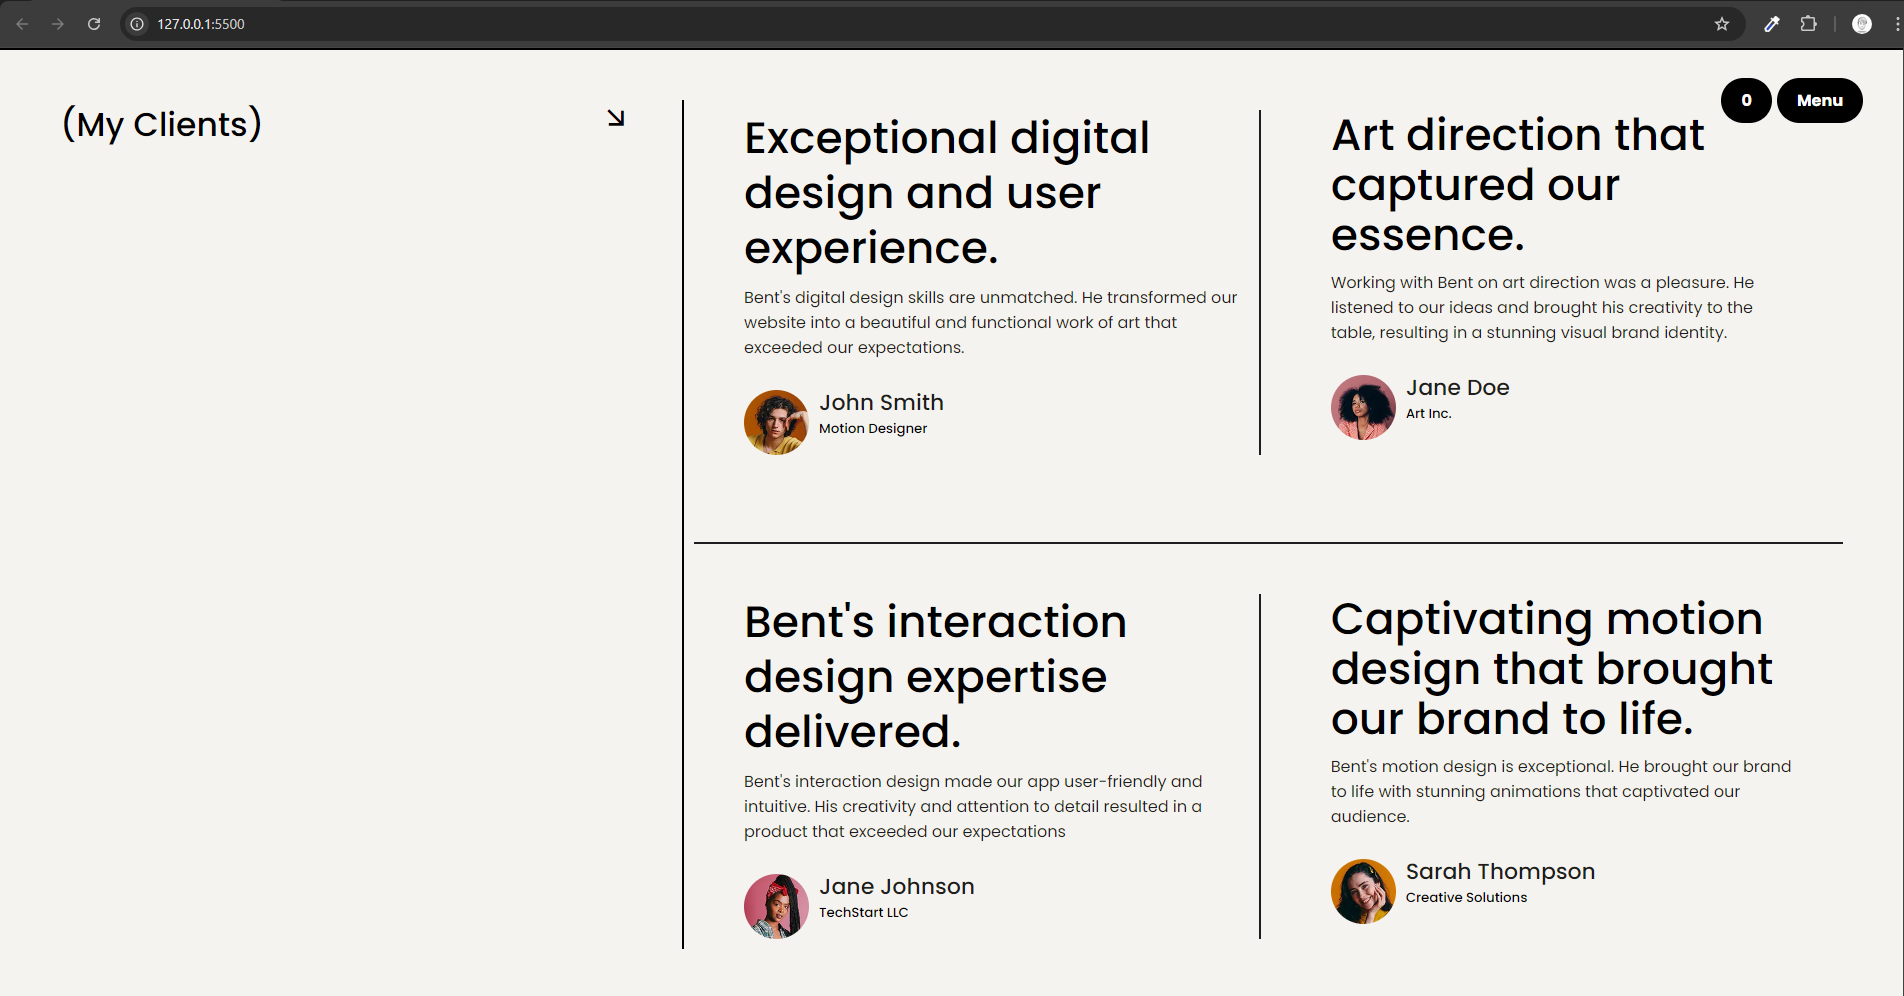 127.0.0.1:5500
(My Clients)
0
Menu
Exceptional digital
design and user
experience.
Bent's digital design skills are unmatched. He transformed our
website into a beautiful and functional work of art that
exceeded our expectations.
John Smith
Motion Designer
Art direction that
captured our
essence.
Working with Bent on art direction was a pleasure. He
listened to our ideas and brought his creativity to the
table, resulting in a stunning visual brand identity.
Jane Doe
Art Inc.
Bent's interaction
design expertise
delivered.
Bent's interaction design made our app user-friendly and
intuitive. His creativity and attention to detail resulted in a
product that exceeded our expectations
Jane Johnson
TechStart LLC
Captivating motion
design that brought
our brand to life.
Bent's motion design is exceptional. He brought our brand
to life with stunning animations that captivated our
audience.
Sarah Thompson
Creative Solutions